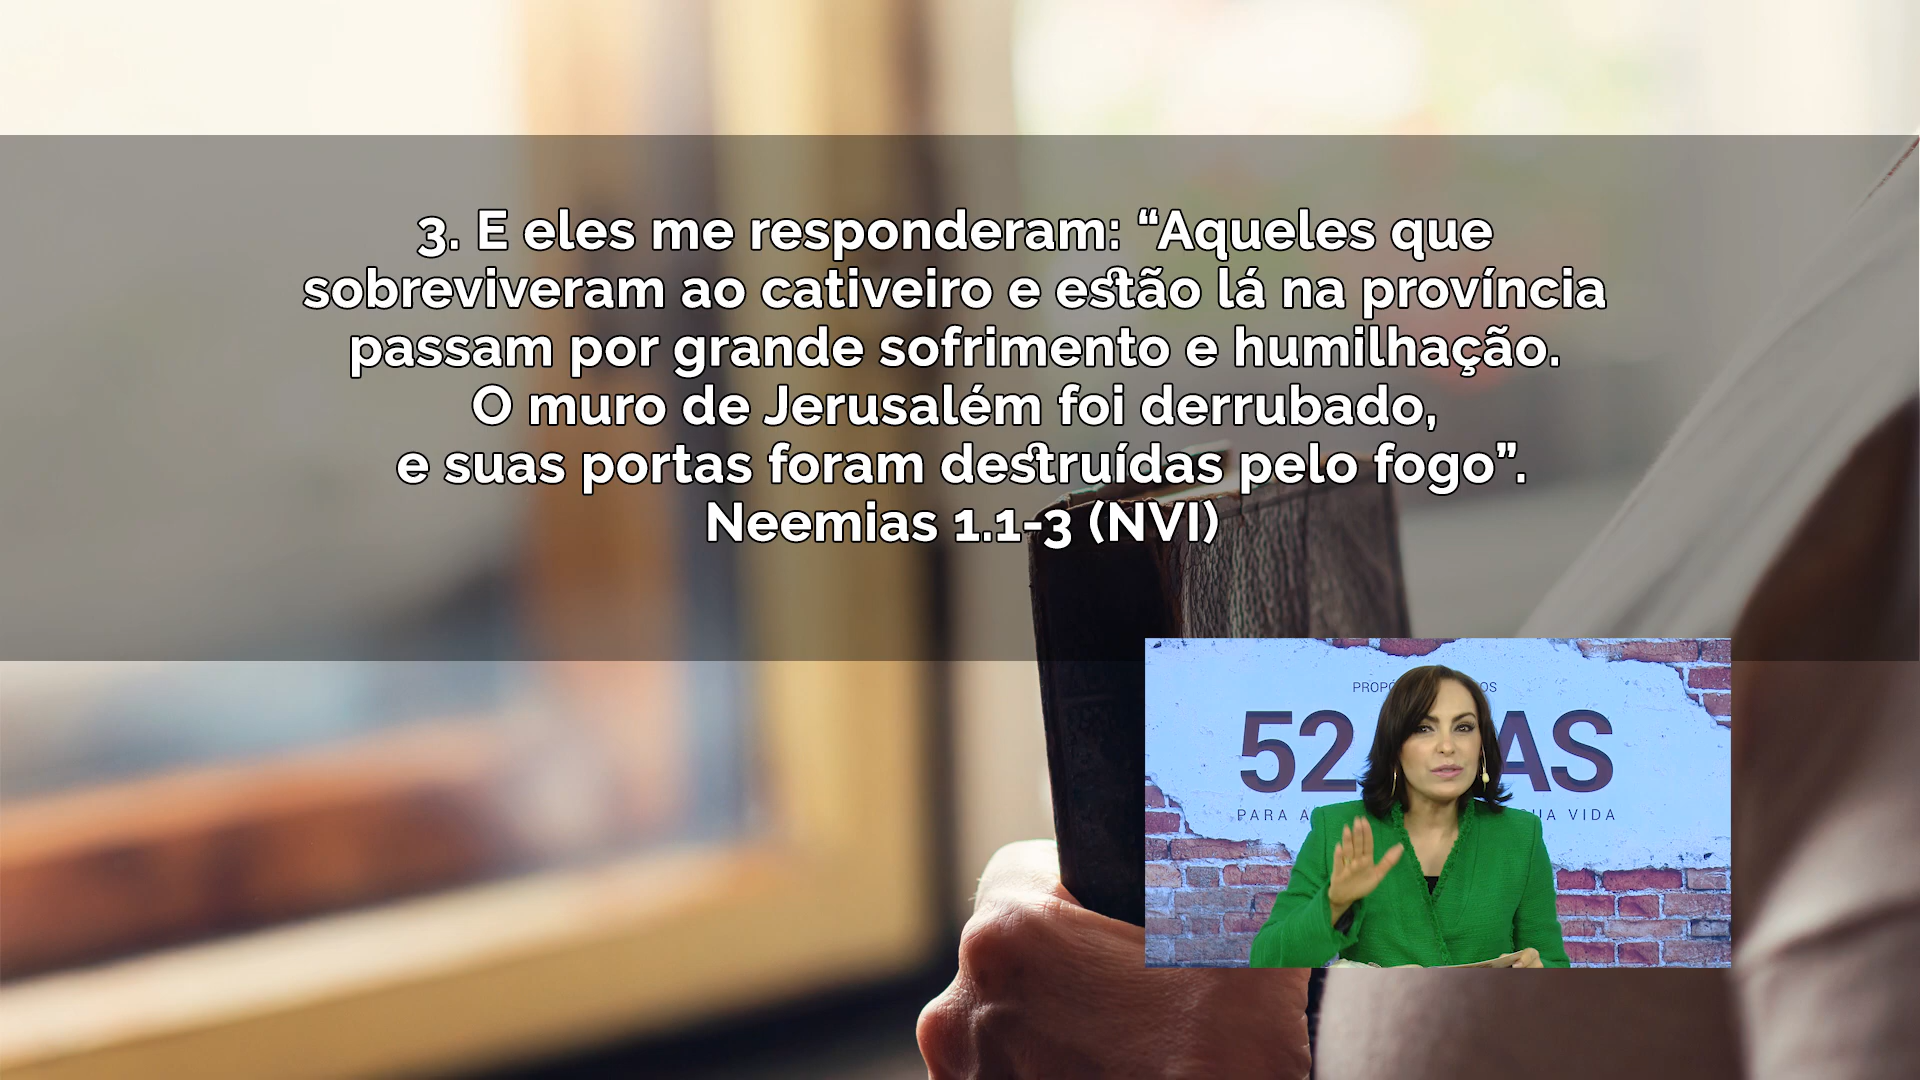 3. E eles me responderam: “Aqueles que
sobreviveram ao cativeiro e estão lá na província
passam por grande sofrimento e humilhação.
O muro de Jerusalém foi derrubado,
e suas portas foram destruídas pelo fogo”.
Neemias 1.1-3 (NVI)
52
PARA A
VIDA